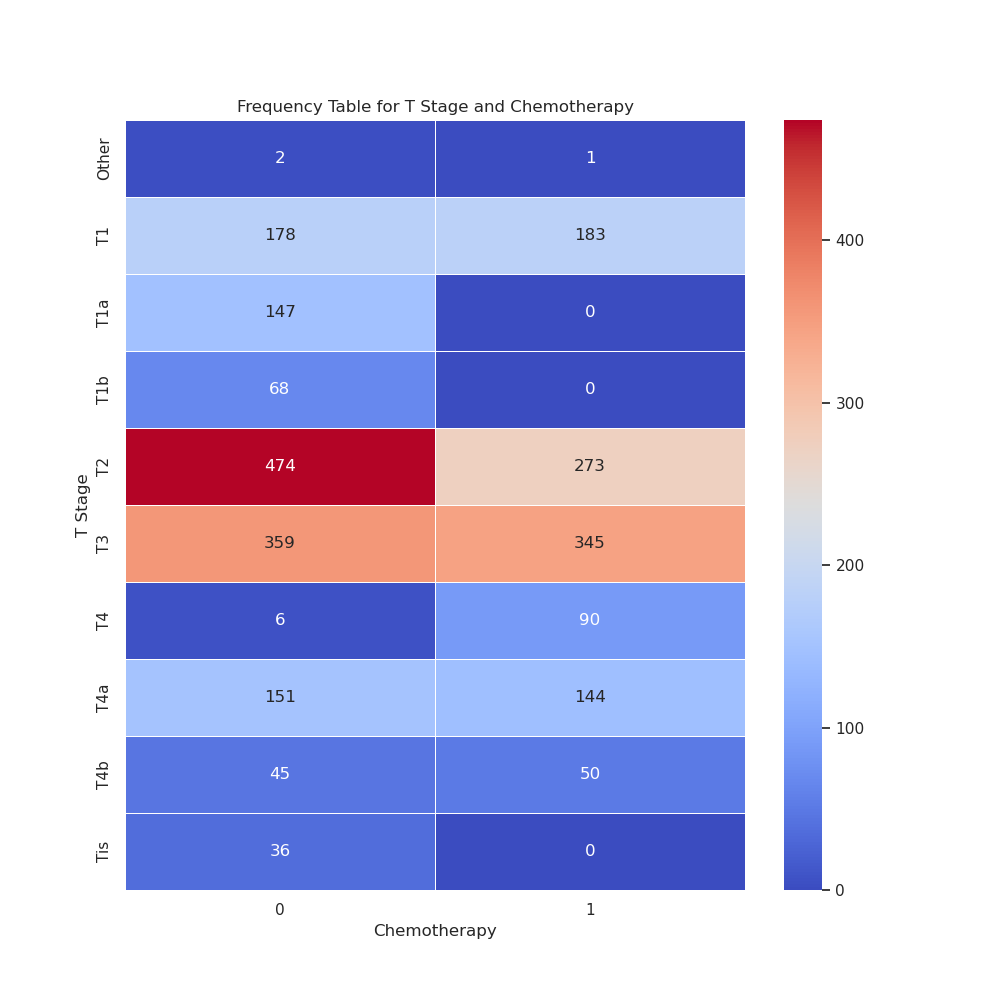 Frequency Table for T Stage and Chemotherapy
Other 2 1
T1 178 183
T1a 147 0
T1b 68 0
T2 474 273
T3 359 345
T4 6 90
T4a 151 144
T4b 45 50
Tis 36 0
T Stage
0 1
Chemotherapy
400
300
200
100
0